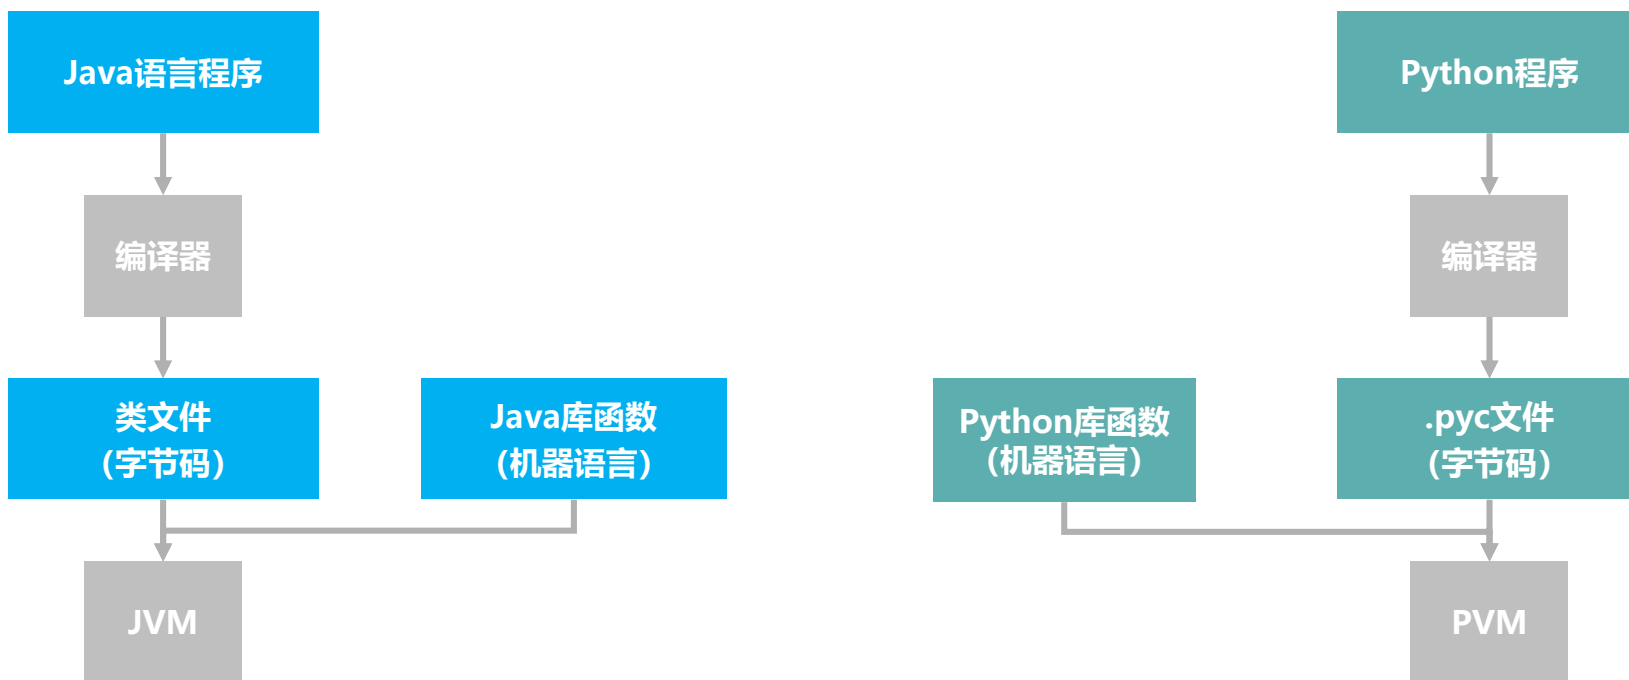 Java语言程序
Python程序
编译器
编译器
类文件
（字节码）
Java库函数
（机器语言）
Python库函数
（机器语言）
.pyc文件
（字节码）
JVM
PVM